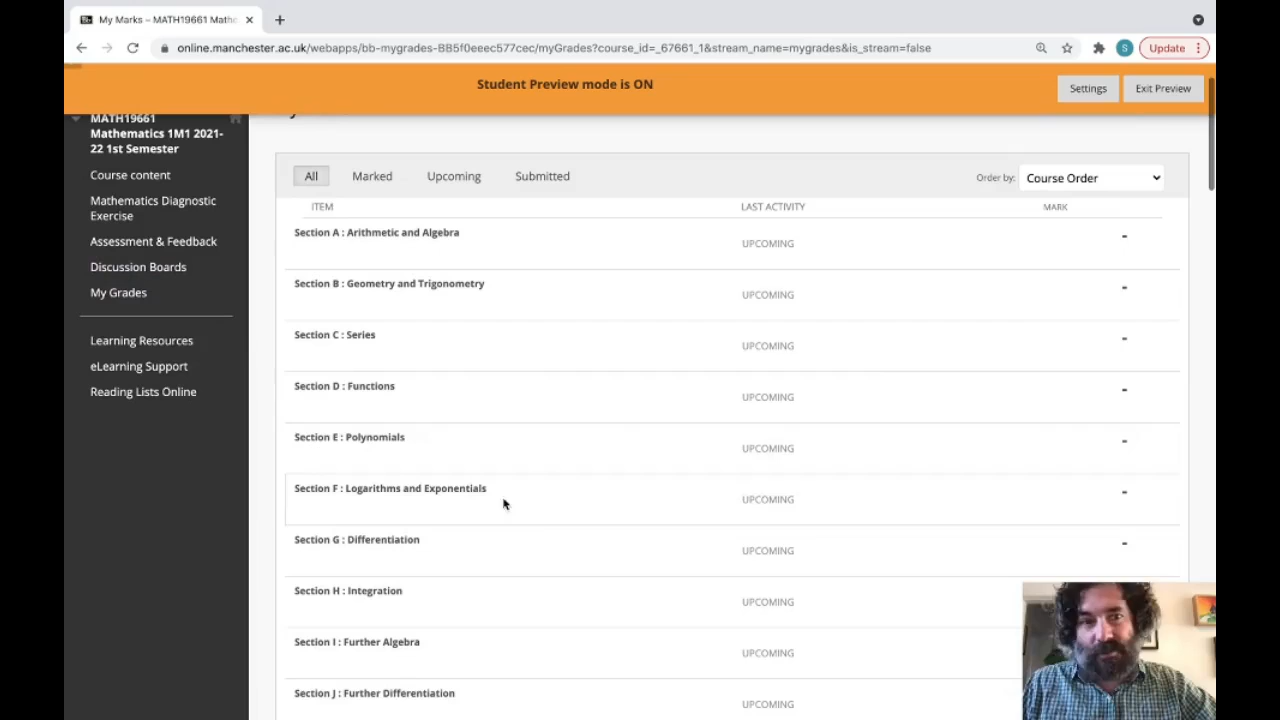 My Marks – MATH19661 Mathe
online.manchester.ac.uk/webapps/bb-mygrades-BB5f0eeec577cec/myGrades?course_id=_67661_1&stream_name=mygrades&is_stream=false
S
Update
Student Preview mode is ON
Settings
Exit Preview
MATH19661
Mathematics 1M1 2021-
22 1st Semester
Course content
Mathematics Diagnostic
Exercise
Assessment & Feedback
Discussion Boards
My Grades
Learning Resources
eLearning Support
Reading Lists Online
All
Marked
Upcoming
Submitted
Order by:
Course Order
ITEM
LAST ACTIVITY
MARK
Section A : Arithmetic and Algebra
UPCOMING
-
Section B : Geometry and Trigonometry
UPCOMING
-
Section C : Series
UPCOMING
-
Section D : Functions
UPCOMING
-
Section E : Polynomials
UPCOMING
-
Section F : Logarithms and Exponentials
UPCOMING
-
Section G : Differentiation
UPCOMING
-
Section H : Integration
UPCOMING
Section I : Further Algebra
UPCOMING
Section J : Further Differentiation
UPCOMING